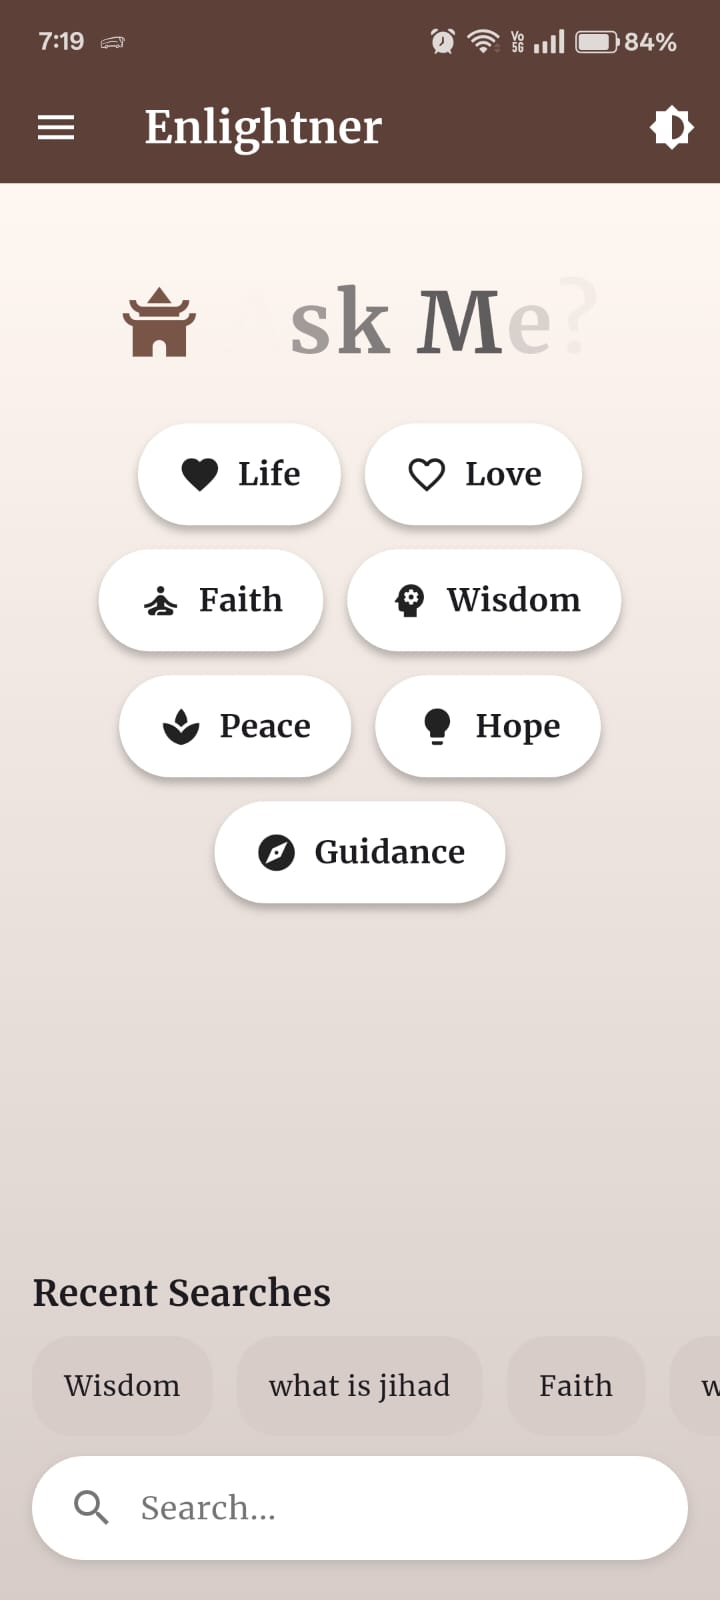 7:19 Vo 5G 84%
Enlightner
Ask Me?
Life Love
Faith Wisdom
Peace Hope
Guidance
Recent Searches
Wisdom what is jihad Faith w
Search...